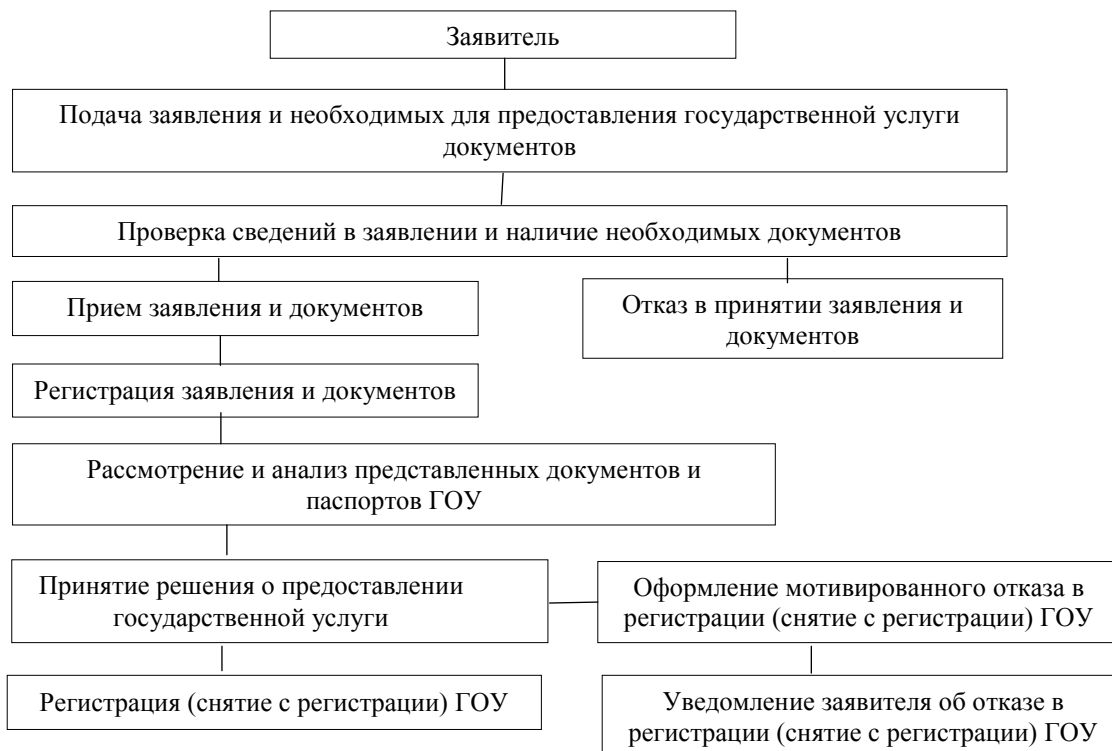 Заявитель
Подача заявления и необходимых для предоставления государственной услуги
документов
Проверка сведений в заявлении и наличие необходимых документов
Прием заявления и документов
Отказ в принятии заявления и
документов
Регистрация заявления и документов
Рассмотрение и анализ представленных документов и
паспортов ГОУ
Принятие решения о предоставлении
государственной услуги
Оформление мотивированного отказа в
регистрации (снятие с регистрации) ГОУ
Регистрация (снятие с регистрации) ГОУ
Уведомление заявителя об отказе в
регистрации (снятие с регистрации) ГОУ